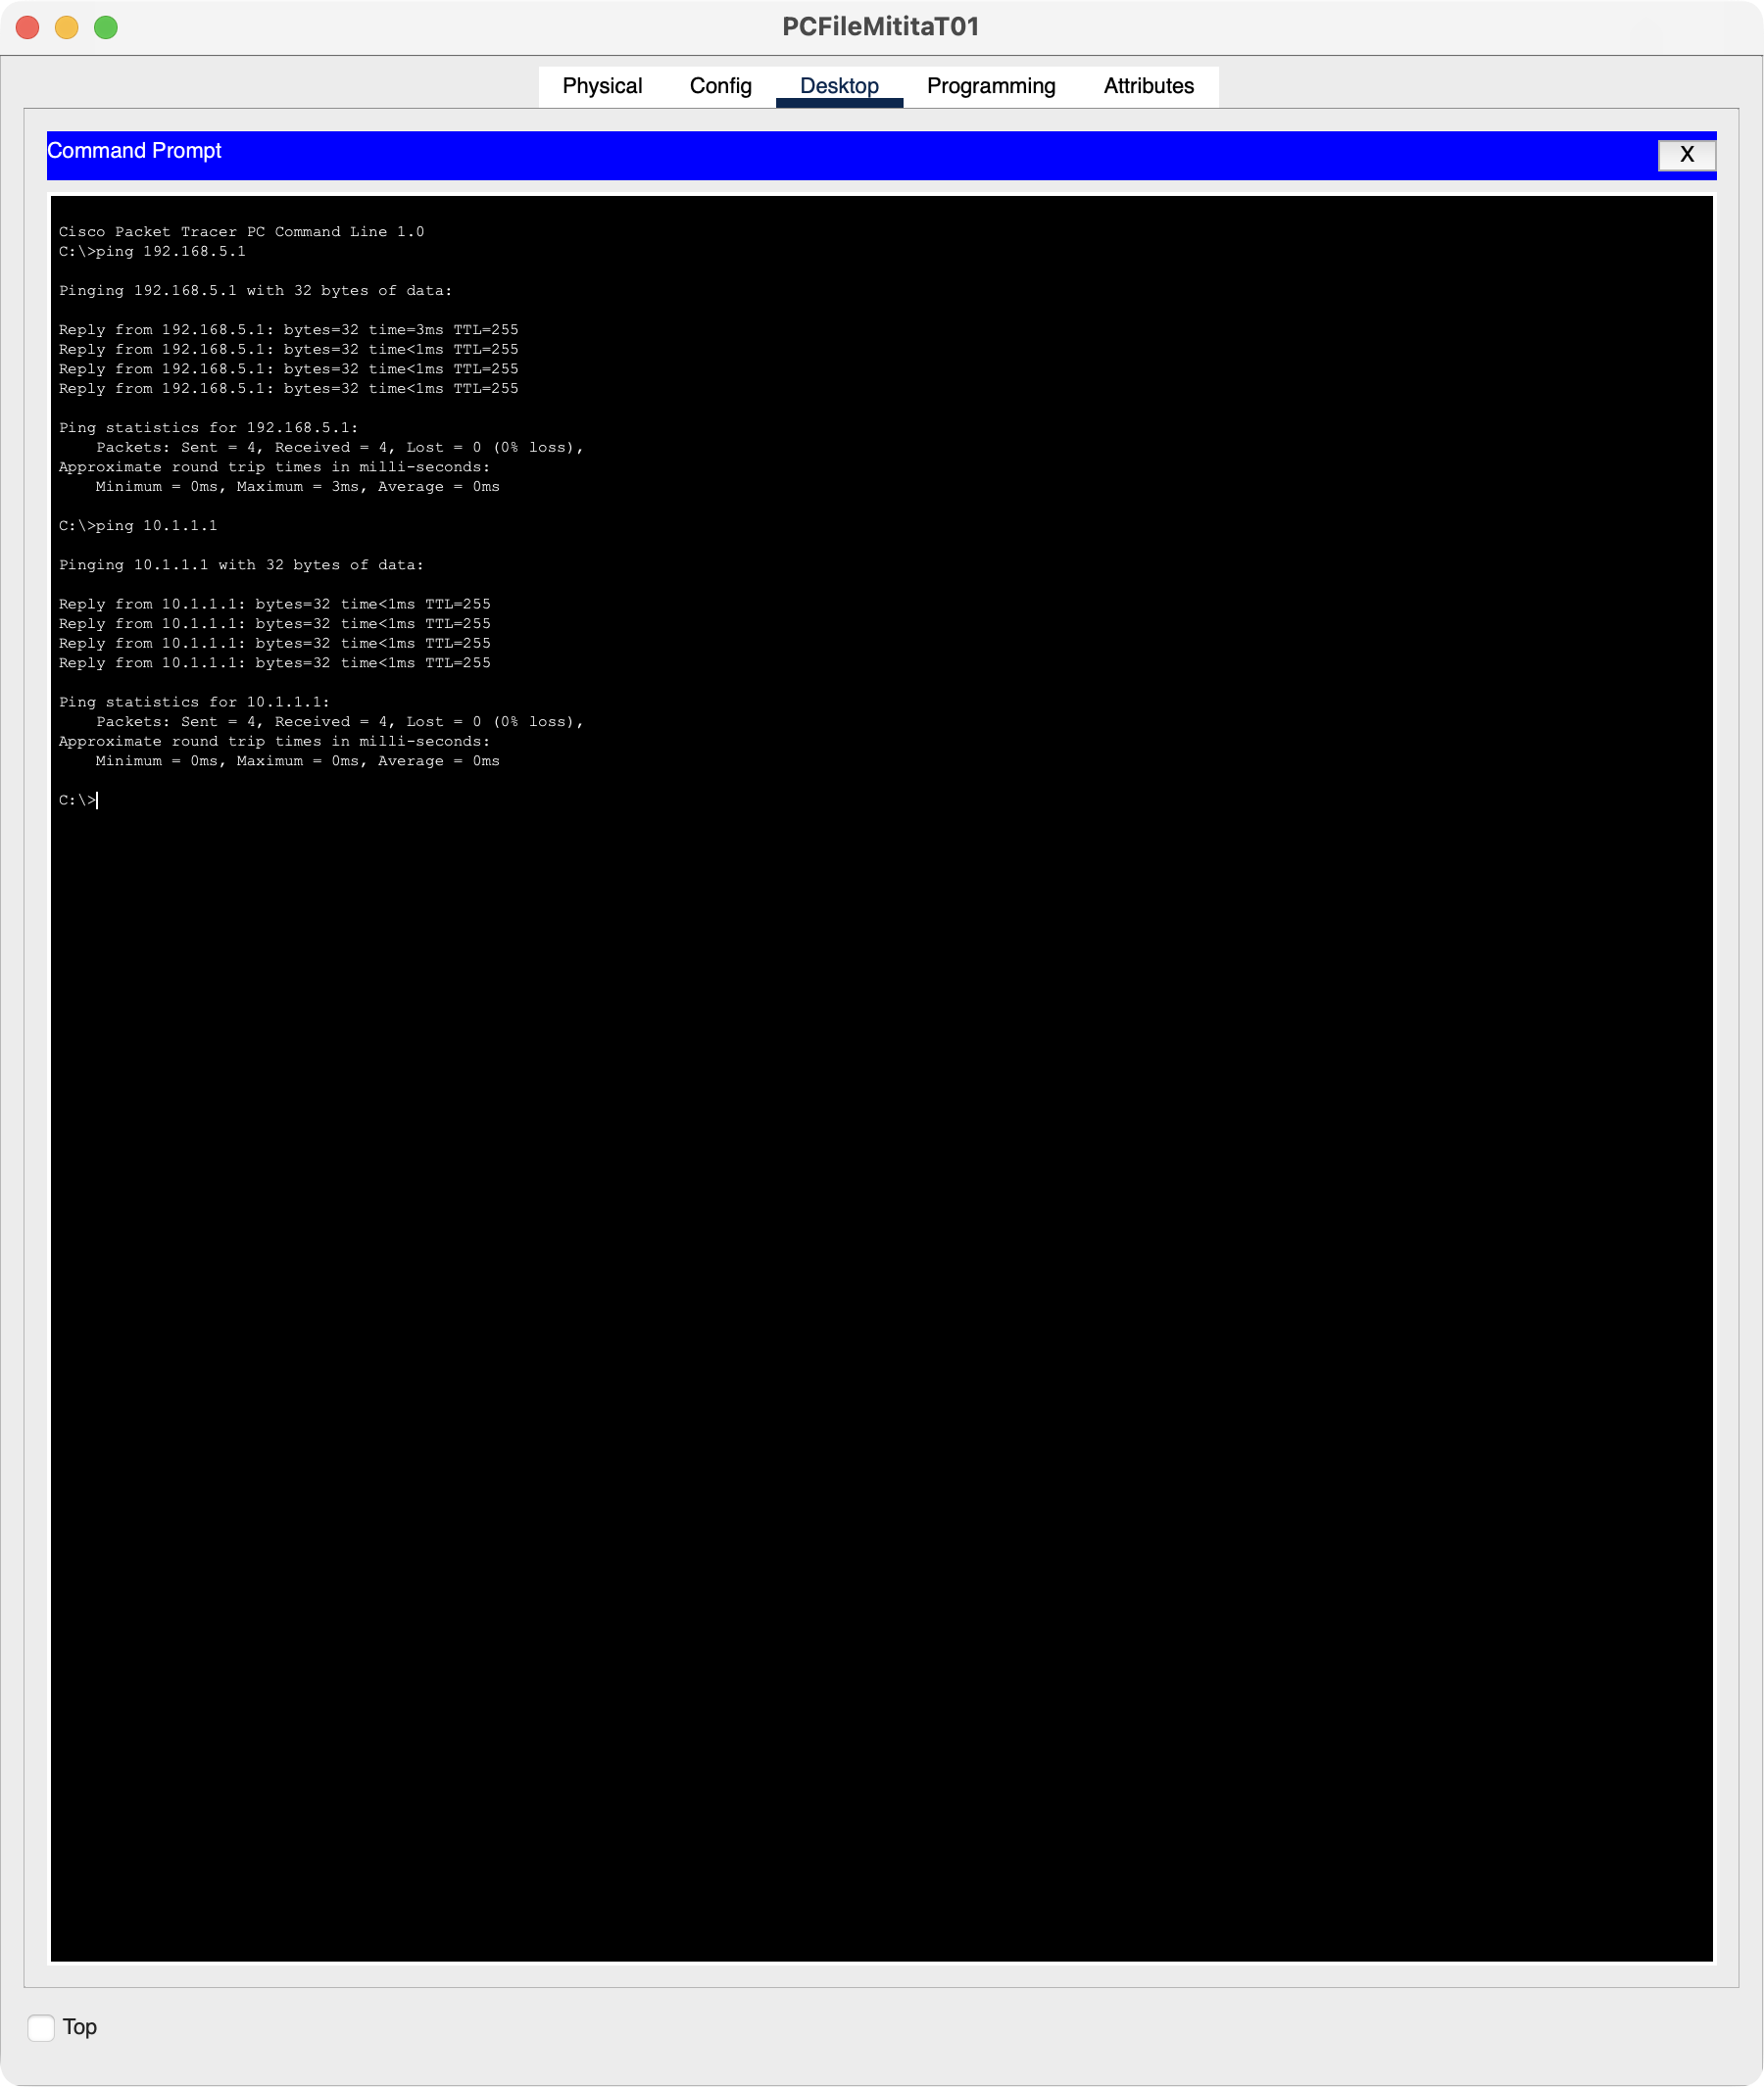 PCFileMititaT01
Physical Config Desktop Programming Attributes
Command Prompt
X
Cisco Packet Tracer PC Command Line 1.0
C:\>ping 192.168.5.1
Pinging 192.168.5.1 with 32 bytes of data:
Reply from 192.168.5.1: bytes=32 time=3ms TTL=255
Reply from 192.168.5.1: bytes=32 time<1ms TTL=255
Reply from 192.168.5.1: bytes=32 time<1ms TTL=255
Reply from 192.168.5.1: bytes=32 time<1ms TTL=255
Ping statistics for 192.168.5.1:
    Packets: Sent = 4, Received = 4, Lost = 0 (0% loss),
Approximate round trip times in milli-seconds:
    Minimum = 0ms, Maximum = 3ms, Average = 0ms
C:\>ping 10.1.1.1
Pinging 10.1.1.1 with 32 bytes of data:
Reply from 10.1.1.1: bytes=32 time<1ms TTL=255
Reply from 10.1.1.1: bytes=32 time<1ms TTL=255
Reply from 10.1.1.1: bytes=32 time<1ms TTL=255
Reply from 10.1.1.1: bytes=32 time<1ms TTL=255
Ping statistics for 10.1.1.1:
    Packets: Sent = 4, Received = 4, Lost = 0 (0% loss),
Approximate round trip times in milli-seconds:
    Minimum = 0ms, Maximum = 0ms, Average = 0ms
C:\>
Top